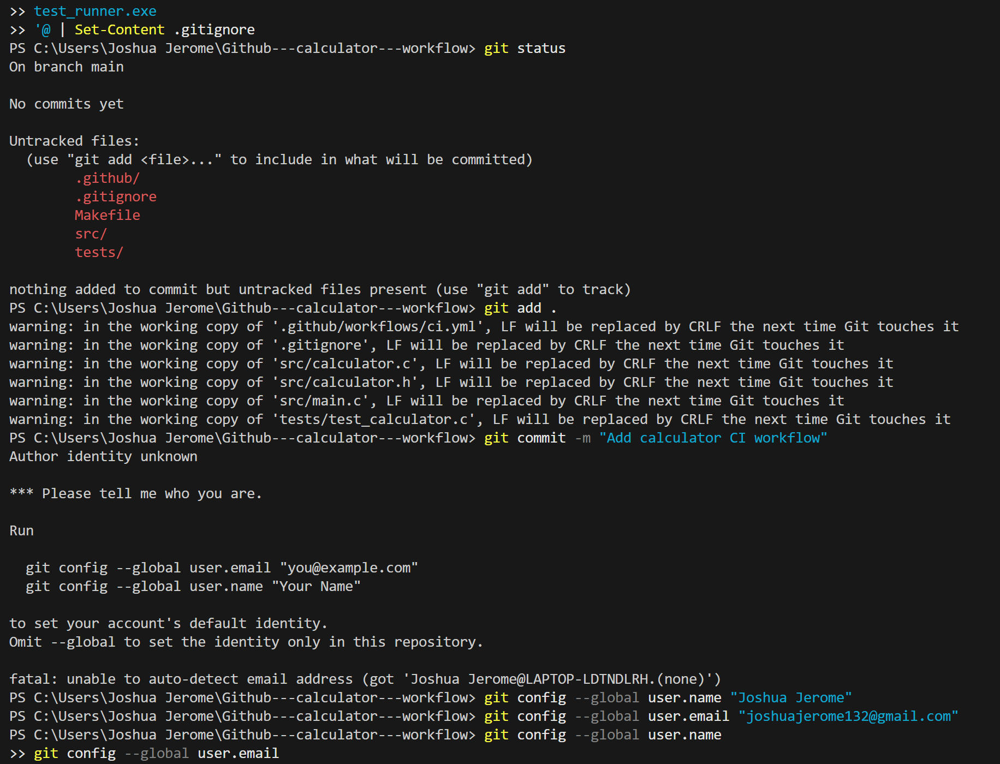 >> test_runner.exe
>> '@ | Set-Content .gitignore
PS C:\Users\Joshua Jerome\Github---calculator---workflow> git status
On branch main
No commits yet
Untracked files:
  (use "git add <file>..." to include in what will be committed)
        .github/
        .gitignore
        Makefile
        src/
        tests/
nothing added to commit but untracked files present (use "git add" to track)
PS C:\Users\Joshua Jerome\Github---calculator---workflow> git add .
warning: in the working copy of '.github/workflows/ci.yml', LF will be replaced by CRLF the next time Git touches it
warning: in the working copy of '.gitignore', LF will be replaced by CRLF the next time Git touches it
warning: in the working copy of 'src/calculator.c', LF will be replaced by CRLF the next time Git touches it
warning: in the working copy of 'src/calculator.h', LF will be replaced by CRLF the next time Git touches it
warning: in the working copy of 'src/main.c', LF will be replaced by CRLF the next time Git touches it
warning: in the working copy of 'tests/test_calculator.c', LF will be replaced by CRLF the next time Git touches it
PS C:\Users\Joshua Jerome\Github---calculator---workflow> git commit -m "Add calculator CI workflow"
Author identity unknown
*** Please tell me who you are.
Run
  git config --global user.email "you@example.com"
  git config --global user.name "Your Name"
to set your account's default identity.
Omit --global to set the identity only in this repository.
fatal: unable to auto-detect email address (got 'Joshua Jerome@LAPTOP-LDTNDLRH.(none)')
PS C:\Users\Joshua Jerome\Github---calculator---workflow> git config --global user.name "Joshua Jerome"
PS C:\Users\Joshua Jerome\Github---calculator---workflow> git config --global user.email "joshuajerome132@gmail.com"
PS C:\Users\Joshua Jerome\Github---calculator---workflow> git config --global user.name
>> git config --global user.email